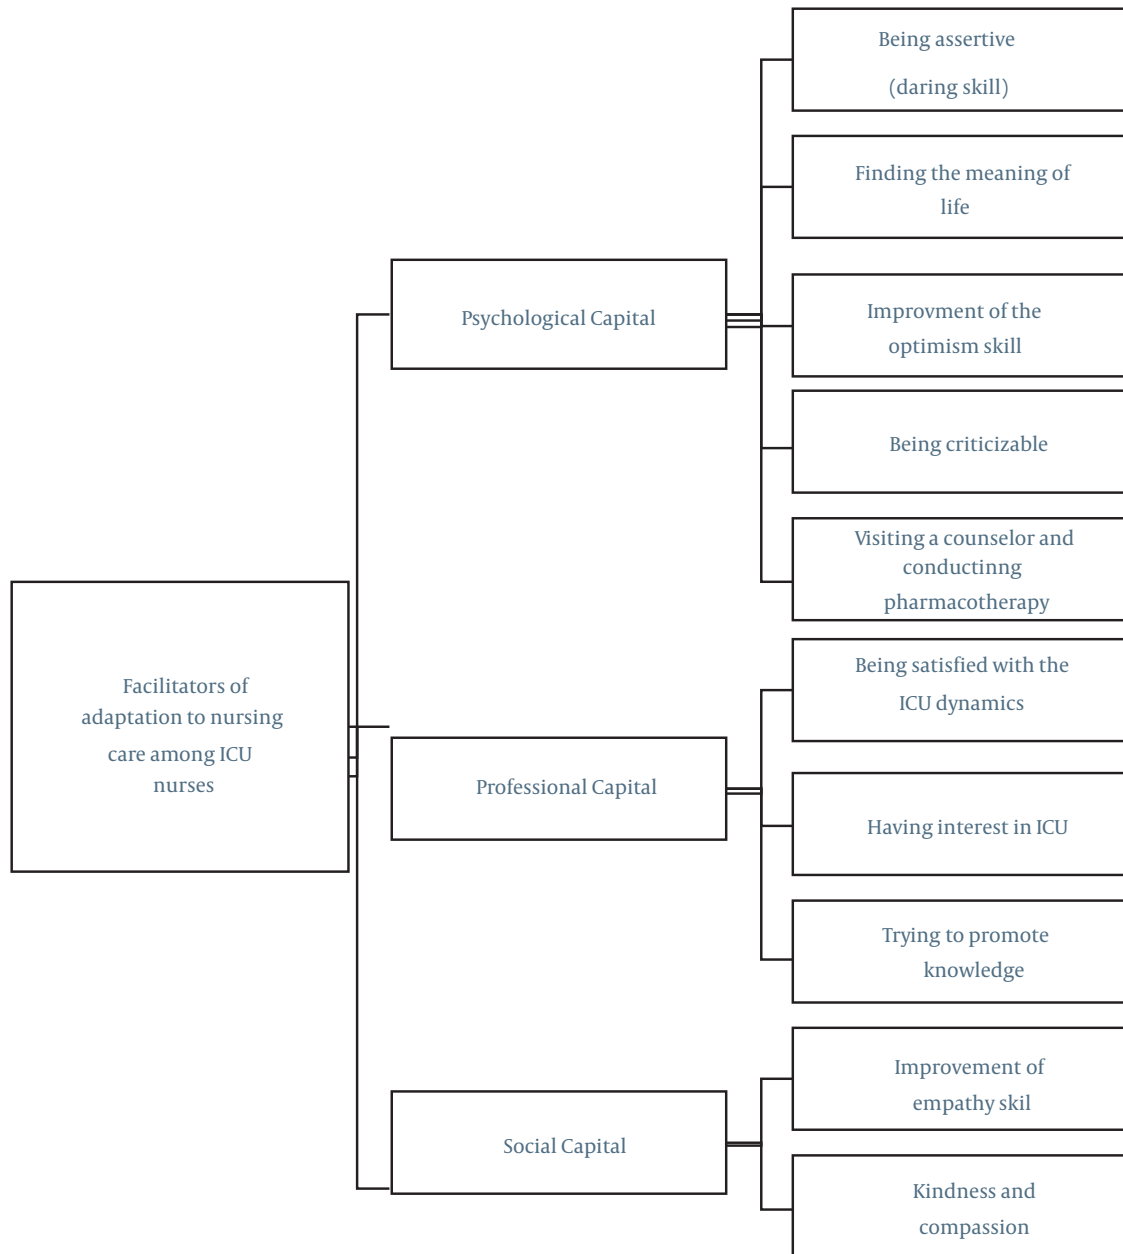 Being assertive
(daring skill)
Finding the meaning of
life
Improvment of the
optimism skill
Psychological Capital
Being criticizable
Visiting a counselor and
conductinng
pharmacotherapy
Facilitators of
adaptation to nursing
care among ICU
nurses
Being satisfied with the
ICU dynamics
Professional Capital
Having interest in ICU
Trying to promote
knowledge
Improvement of
empathy skil
Social Capital
Kindness and
compassion